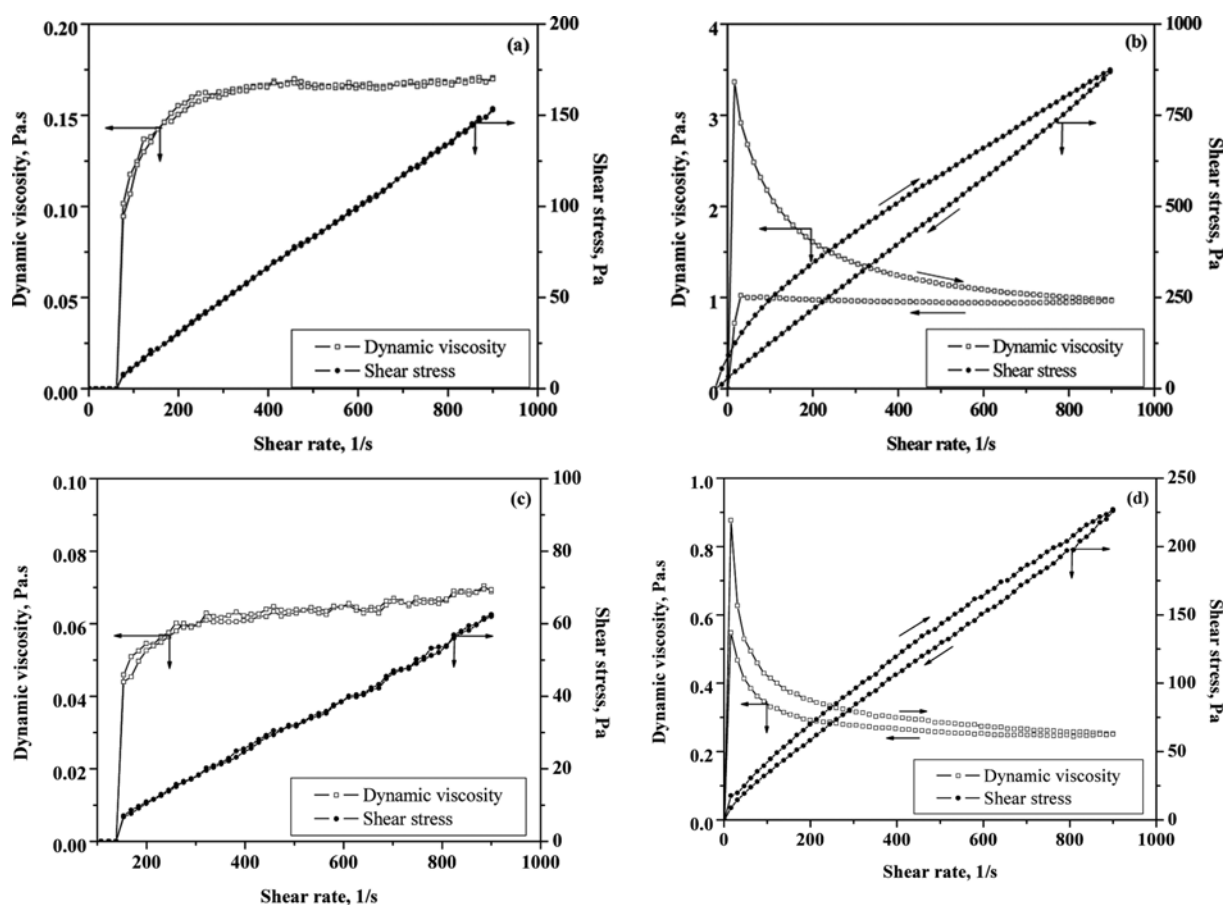 (a)
Dynamic viscosity, Pa.s
0.20
0.15
0.10
0.05
0.00
Shear stress, Pa
200
150
100
50
0
Dynamic viscosity
Shear stress
0 200 400 600 800 1000
Shear rate, 1/s
(b)
Dynamic viscosity, Pa.s
4
3
2
1
0
Shear stress, Pa
1000
750
500
250
0
Dynamic viscosity
Shear stress
0 200 400 600 800 1000
Shear rate, 1/s
(c)
Dynamic viscosity, Pa.s
0.10
0.08
0.06
0.04
0.02
0.00
Shear stress, Pa
100
80
60
40
20
0
Dynamic viscosity
Shear stress
200 400 600 800 1000
Shear rate, 1/s
(d)
Dynamic viscosity, Pa.s
1.0
0.8
0.6
0.4
0.2
0.0
Shear stress, Pa
250
200
150
100
50
0
Dynamic viscosity
Shear stress
0 200 400 600 800 1000
Shear rate, 1/s